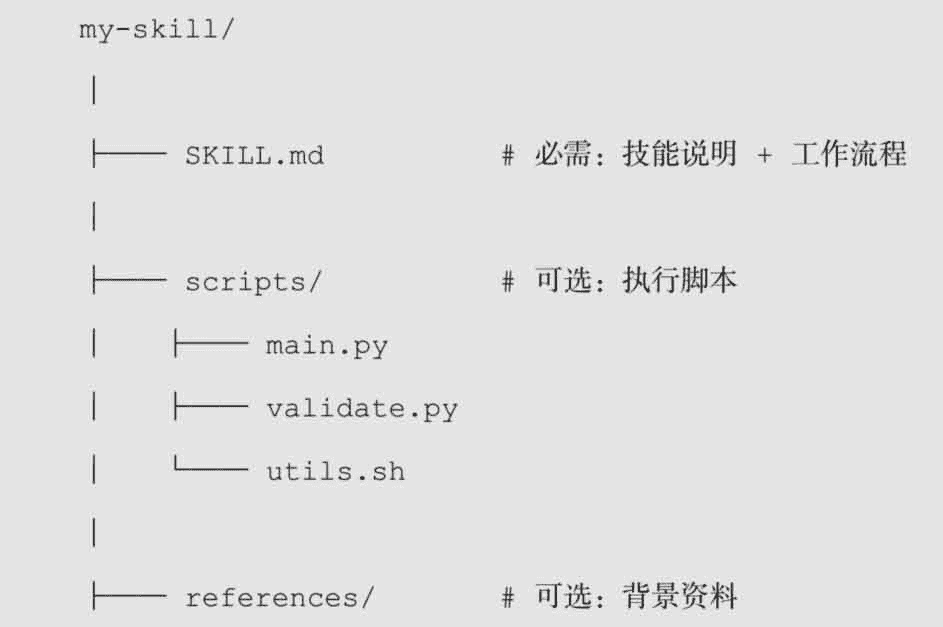 my-skill/
│
├── SKILL.md # 必需：技能说明 + 工作流程
│
├── scripts/ # 可选：执行脚本
│ ├── main.py
│ ├── validate.py
│ └── utils.sh
│
├── references/ # 可选：背景资料